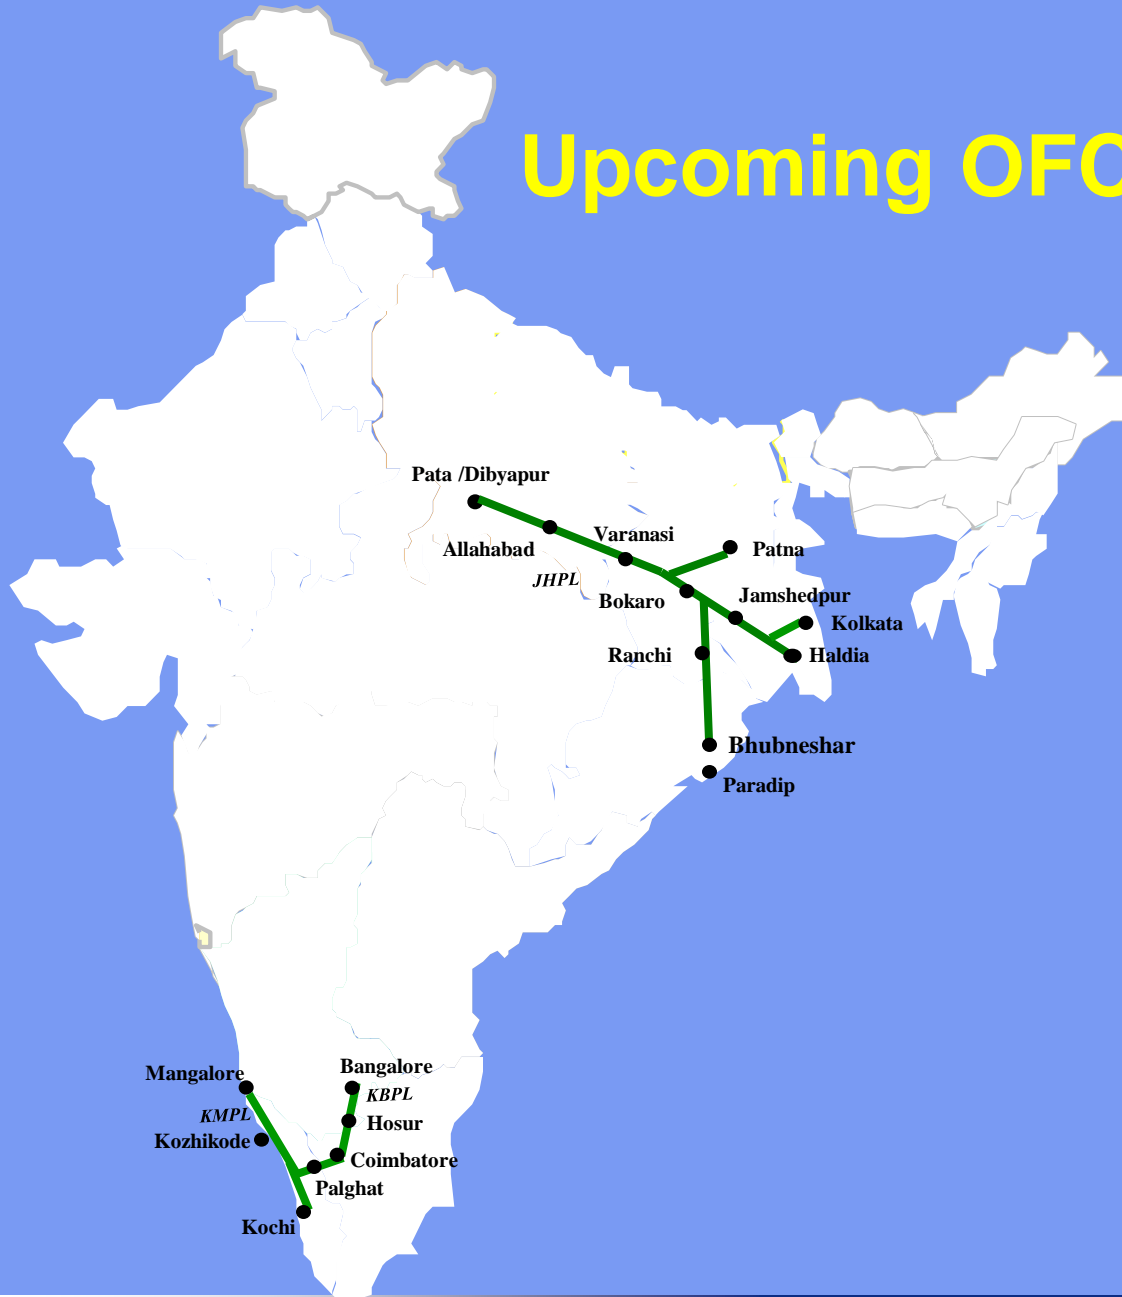 Upcoming OFC
Pata /Dibyapur
Varanasi
Allahabad
Patna
JHPL
Jamshedpur
Bokaro
Kolkata
Ranchi
Haldia
Bhubneshar
Paradip
Bangalore
Mangalore
KBPL
KMPL
Hosur
Kozhikode
Coimbatore
Palghat
Kochi